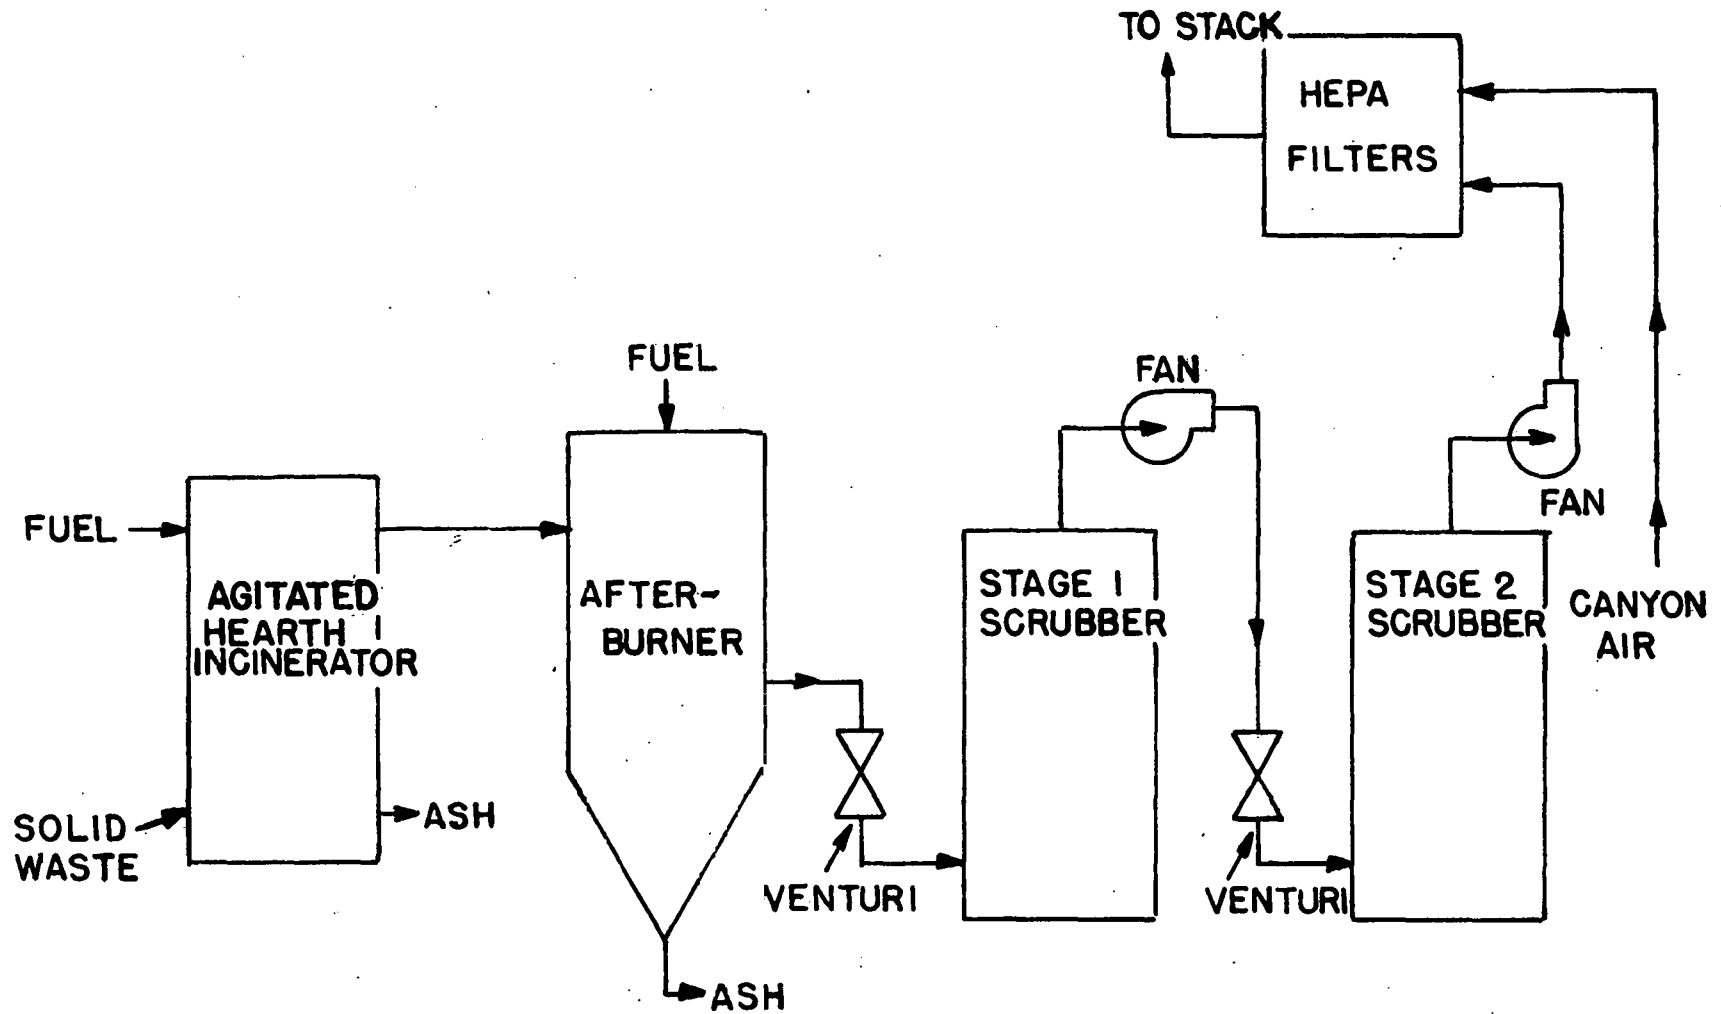 TO STACK
HEPA
FILTERS
FUEL
FAN
FUEL
FAN
AGITATED
HEARTH
INCINERATOR
AFTER-
BURNER
STAGE 1
SCRUBBER
STAGE 2
SCRUBBER
CANYON
AIR
SOLID
WASTE
ASH
VENTURI
VENTURI
ASH